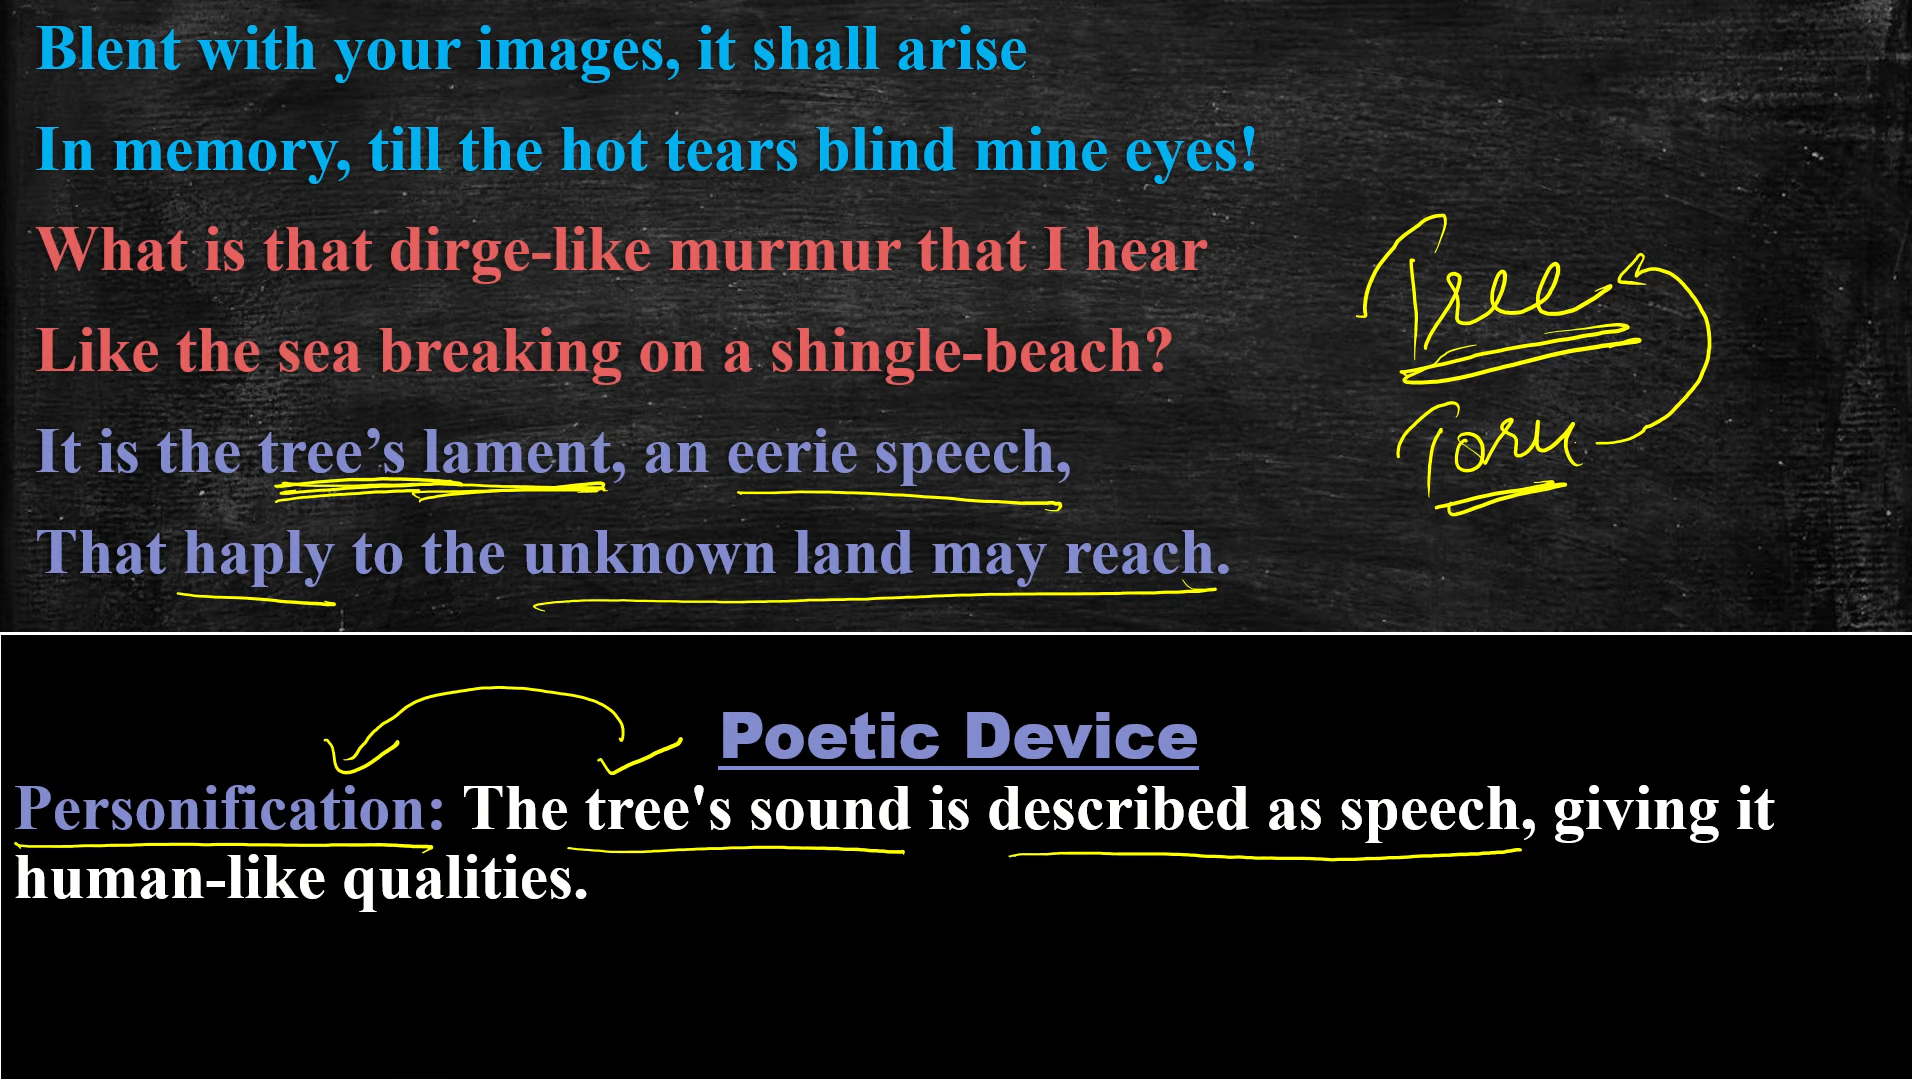 Blent with your images, it shall arise
In memory, till the hot tears blind mine eyes!
What is that dirge-like murmur that I hear
Like the sea breaking on a shingle-beach?
It is the tree’s lament, an eerie speech,
That haply to the unknown land may reach.
Tree
Toru
Poetic Device
Personification: The tree's sound is described as speech, giving it
human-like qualities.